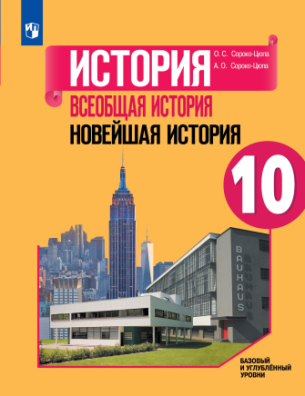 О. С. Сороко-Цюпа
А. О. Сороко-Цюпа
ИСТОРИЯ
ВСЕОБЩАЯ ИСТОРИЯ
НОВЕЙШАЯ ИСТОРИЯ
10
BAUHAUS
БАЗОВЫЙ
И УГЛУБЛЁННЫЙ
УРОВНИ